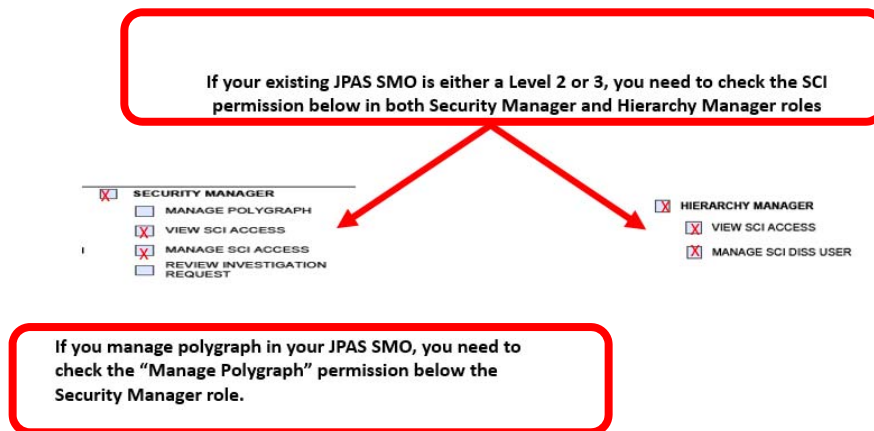 If your existing JPAS SMO is either a Level 2 or 3, you need to check the SCI
permission below in both Security Manager and Hierarchy Manager roles
SECURITY MANAGER
MANAGE POLYGRAPH
VIEW SCI ACCESS
MANAGE SCI ACCESS
REVIEW INVESTIGATION
REQUEST
HIERARCHY MANAGER
VIEW SCI ACCESS
MANAGE SCI DISS USER
If you manage polygraph in your JPAS SMO, you need to
check the “Manage Polygraph” permission below the
Security Manager role.